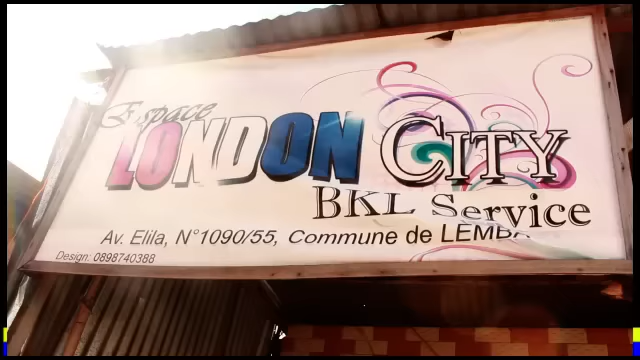 Espace
LONDON CITY
BKL Service
Av. Elila, N°1090/55, Commune de LEMBA
Design: 0898740388